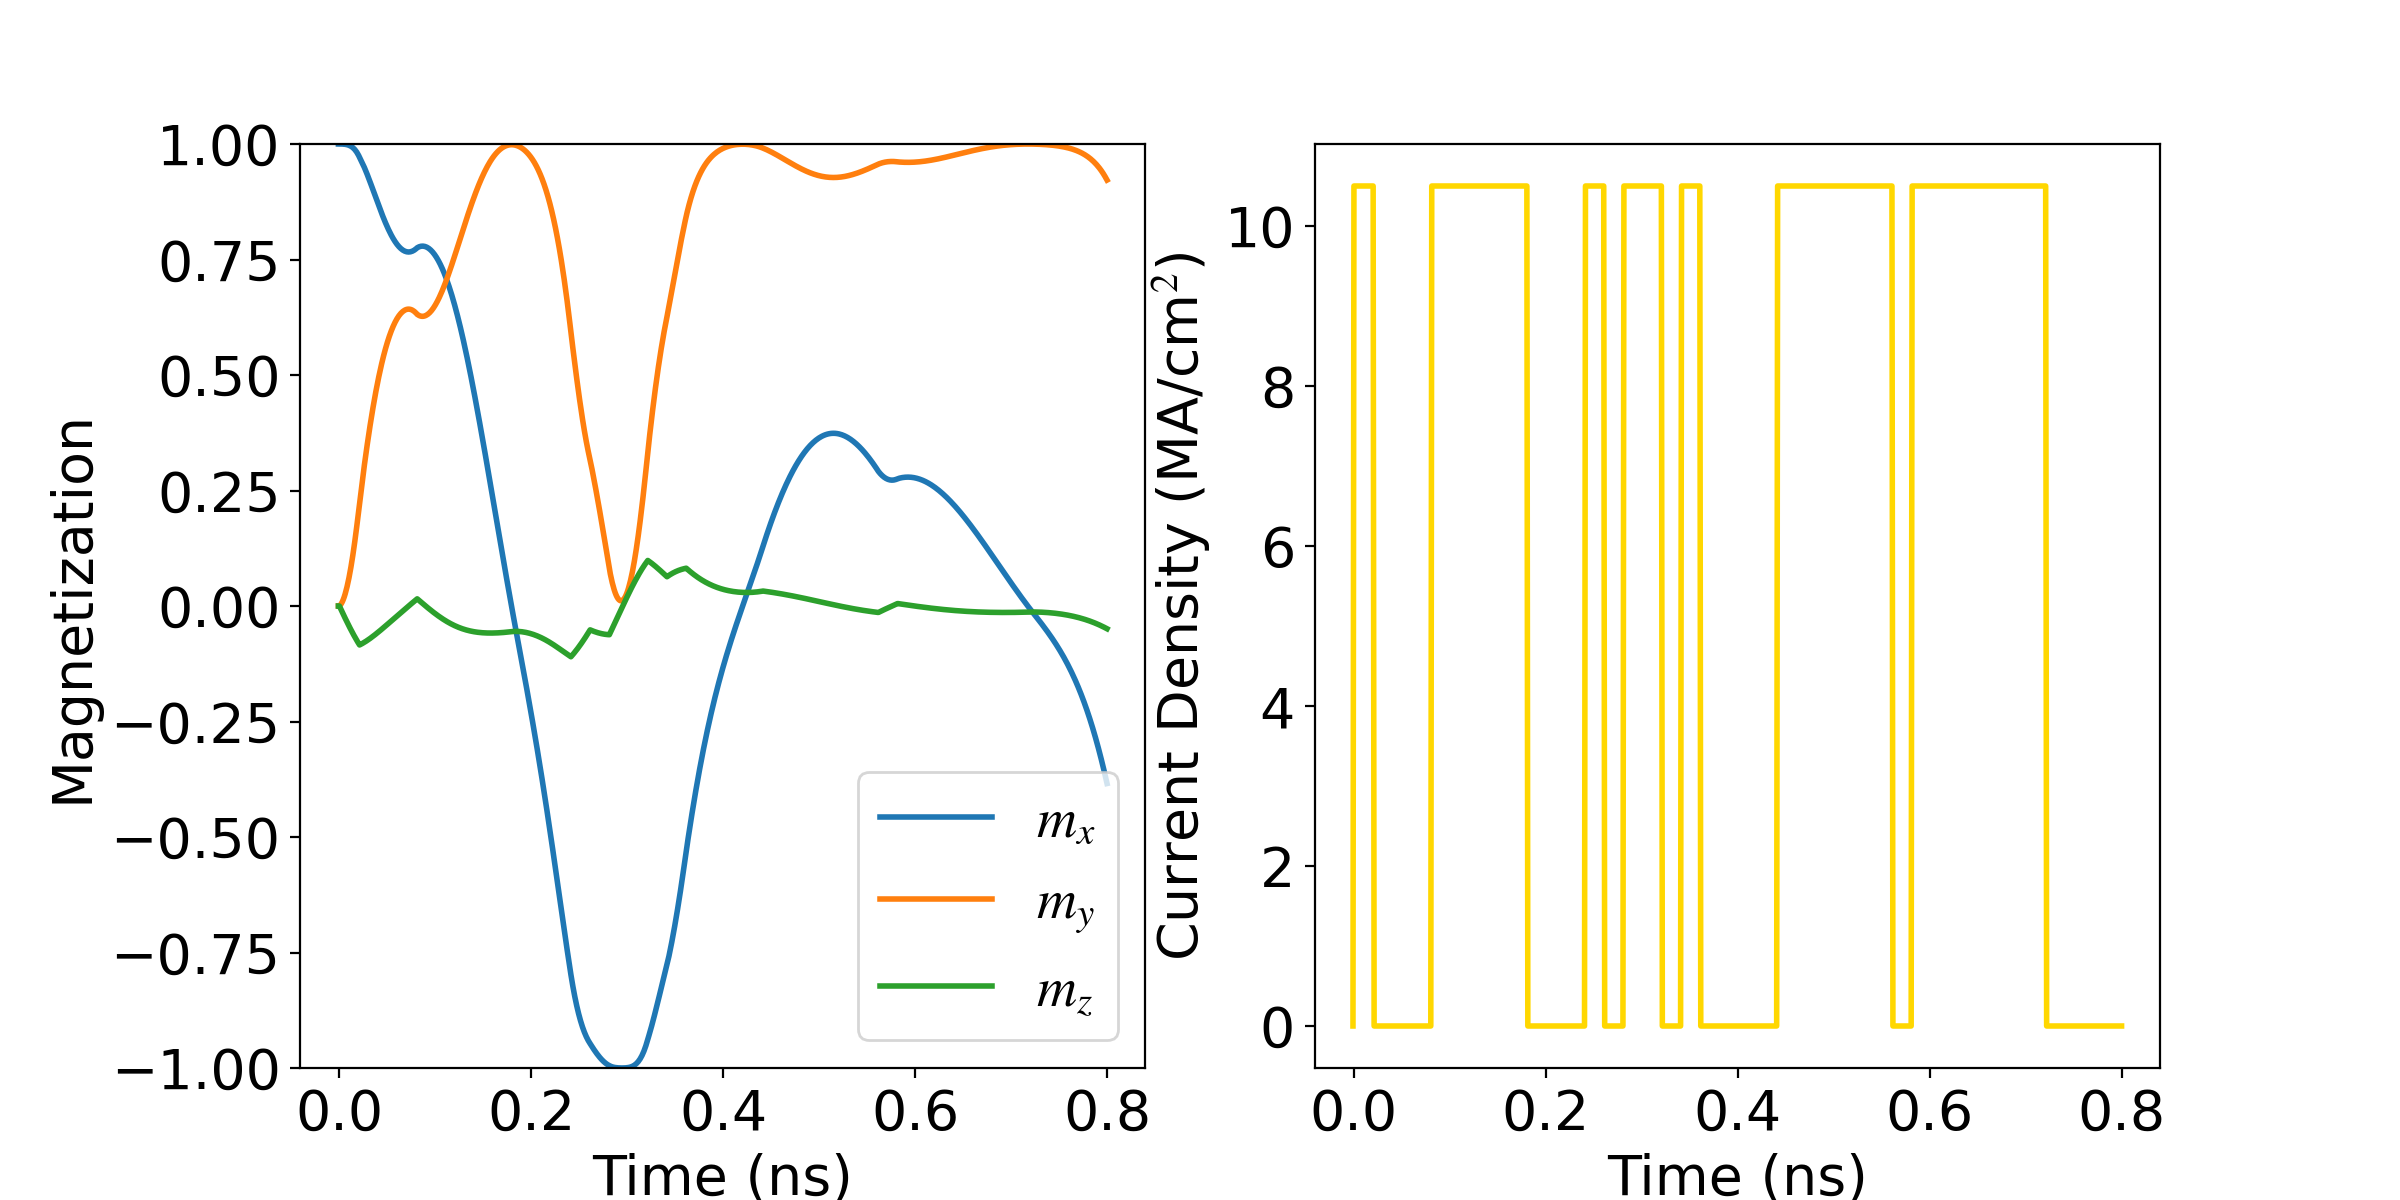 1.00
0.75
0.50
0.25
0.00
−0.25
−0.50
−0.75
−1.00
Magnetization
0.0 0.2 0.4 0.6 0.8
Time (ns)
m_x
m_y
m_z
10
8
6
4
2
0
Current Density (MA/cm²)
0.0 0.2 0.4 0.6 0.8
Time (ns)